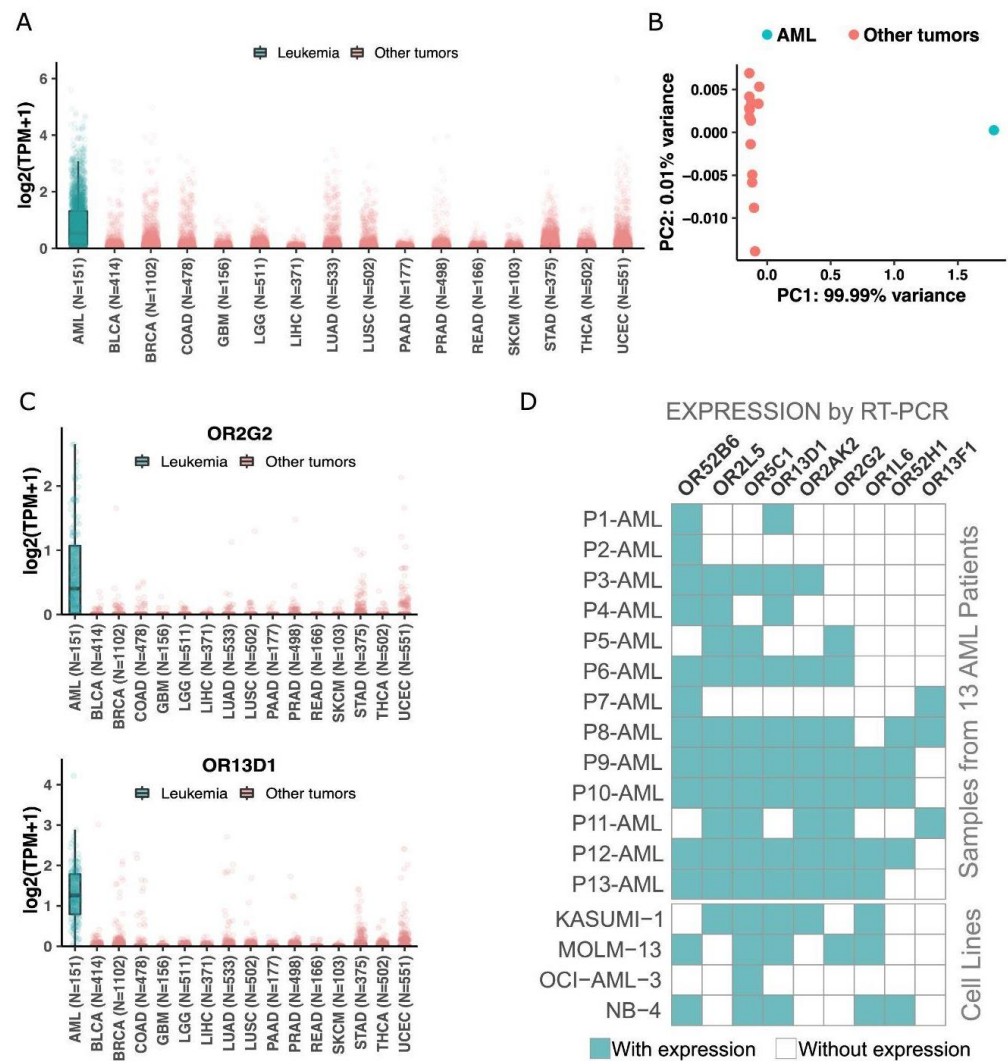 A
Leukemia Other tumors
log2(TPM+1)
6
4
2
0
AML (N=151)
BLCA (N=414)
BRCA (N=1102)
COAD (N=478)
GBM (N=156)
LGG (N=511)
LIHC (N=371)
LUAD (N=533)
LUSC (N=502)
PAAD (N=177)
PRAD (N=498)
READ (N=166)
SKCM (N=103)
STAD (N=375)
THCA (N=502)
UCEC (N=551)
B
AML Other tumors
PC2: 0.01% variance
0.005
0.000
−0.005
−0.010
0.0 0.5 1.0 1.5
PC1: 99.99% variance
C
OR2G2
Leukemia Other tumors
log2(TPM+1)
2
1
0
AML (N=151)
BLCA (N=414)
BRCA (N=1102)
COAD (N=478)
GBM (N=156)
LGG (N=511)
LIHC (N=371)
LUAD (N=533)
LUSC (N=502)
PAAD (N=177)
PRAD (N=498)
READ (N=166)
SKCM (N=103)
STAD (N=375)
THCA (N=502)
UCEC (N=551)
OR13D1
Leukemia Other tumors
log2(TPM+1)
4
3
2
1
0
AML (N=151)
BLCA (N=414)
BRCA (N=1102)
COAD (N=478)
GBM (N=156)
LGG (N=511)
LIHC (N=371)
LUAD (N=533)
LUSC (N=502)
PAAD (N=177)
PRAD (N=498)
READ (N=166)
SKCM (N=103)
STAD (N=375)
THCA (N=502)
UCEC (N=551)
D
EXPRESSION by RT-PCR
OR52B6
OR2L5
OR5C1
OR13D1
OR2AK2
OR2G2
OR1L6
OR52H1
OR13F1
P1-AML
P2-AML
P3-AML
P4-AML
P5-AML
P6-AML
P7-AML
P8-AML
P9-AML
P10-AML
P11-AML
P12-AML
P13-AML
Samples from 13 AML Patients
KASUMI−1
MOLM−13
OCI−AML−3
NB−4
Cell Lines
With expression Without expression